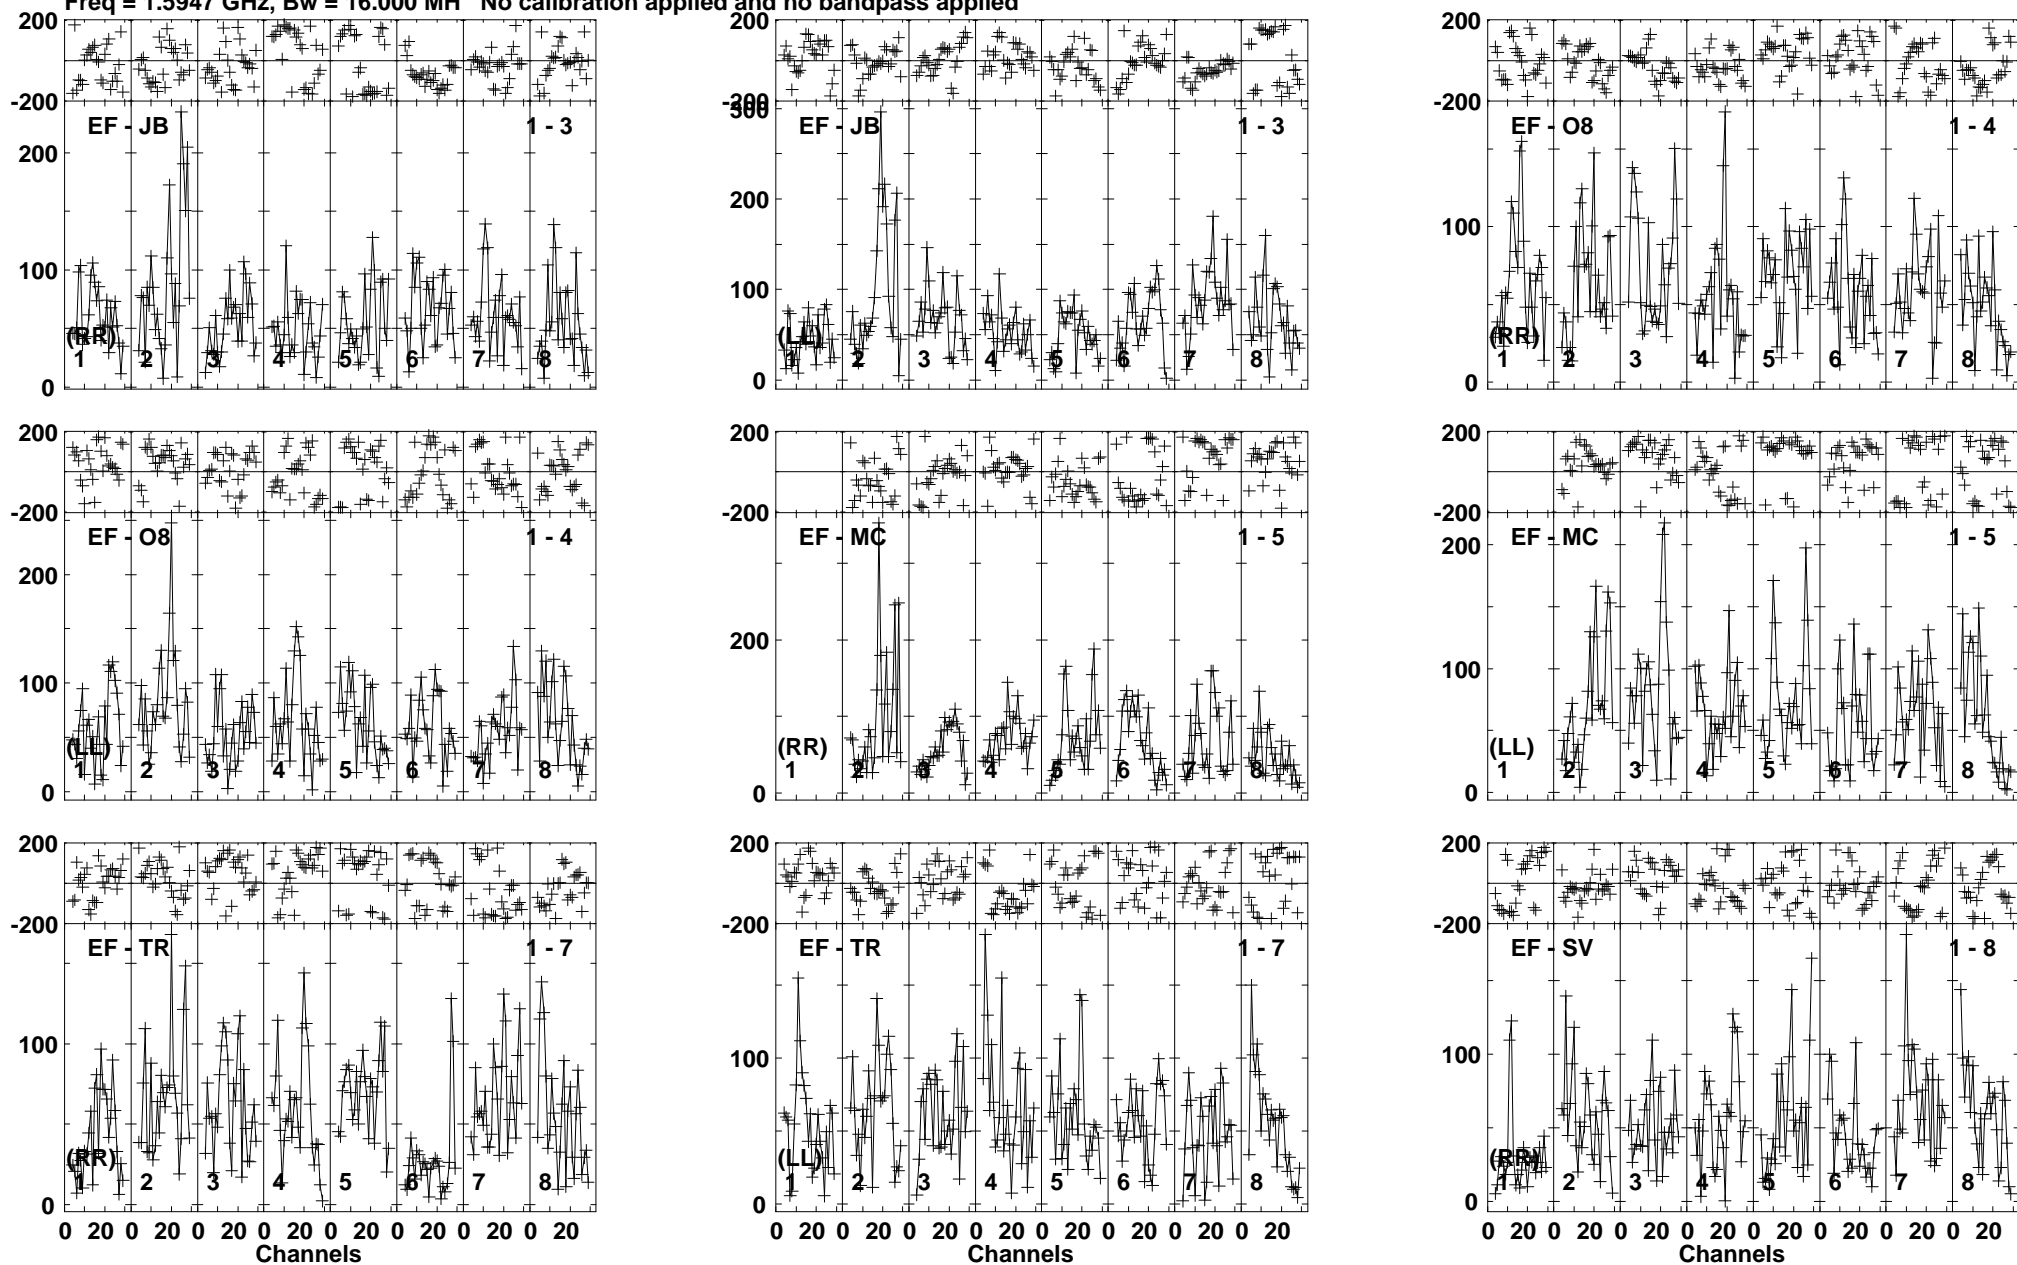 Freq = 1.5947 GHz, Bw = 16.000 MH No calibration applied and no bandpass applied
200 200 200
-200 -200 -200
300
EF - JB 1 - 3 EF - JB 1 - 3 EF - O8 1 - 4
200 200
100 100 100
(RR) (LL) (RR)
1 2 3 4 5 6 7 8 1 2 3 4 5 6 7 8 1 2 3 4 5 6 7 8
0 0 0
200 200 200
-200 -200 -200
EF - O8 1 - 4 EF - MC 1 - 5 EF - MC 1 - 5
200 200 200
100 100
(LL) (RR) (LL)
1 2 3 4 5 6 7 8 1 2 3 4 5 6 7 8 1 2 3 4 5 6 7 8
0 0 0
200 200 200
-200 -200 -200
EF - TR 1 - 7 EF - TR 1 - 7 EF - SV 1 - 8
100 100 100
(RR) (LL) (RR)
1 2 3 4 5 6 7 8 1 2 3 4 5 6 7 8 1 2 3 4 5 6 7 8
0 0 0
0 20 0 20 0 20 0 20 0 20 0 20 0 20 0 20 0 20 0 20 0 20 0 20 0 20 0 20 0 20 0 20 0 20 0 20 0 20 0 20 0 20 0 20 0 20 0 20
Channels Channels Channels